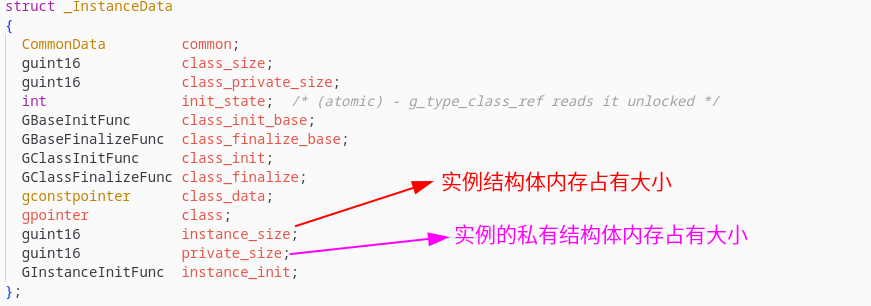 struct _InstanceData
{
CommonData common;
guint16 class_size;
guint16 class_private_size;
int init_state; /* (atomic) - g_type_class_ref reads it unlocked */
GBaseInitFunc class_init_base;
GBaseFinalizeFunc class_finalize_base;
GClassInitFunc class_init;
GClassFinalizeFunc class_finalize;
gconstpointer class_data;
gpointer class;
guint16 instance_size;
guint16 private_size;
GInstanceInitFunc instance_init;
};
实例结构体内存占有大小
实例的私有结构体内存占有大小